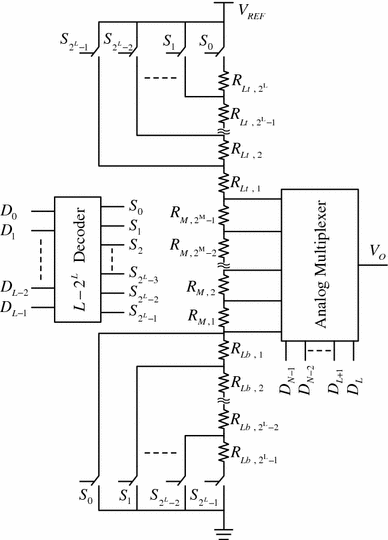 V_REF
S_{2^L-1} S_{2^L-2} S_1 S_0
R_{Lt, 2^L}
R_{Lt, 2^L-1}
R_{Lt, 2}
R_{Lt, 1}
D_0
D_1
D_{L-2}
D_{L-1}
L-2^L Decoder
S_0
S_1
S_2
S_{2^L-3}
S_{2^L-2}
S_{2^L-1}
R_{M, 2^M-1}
R_{M, 2^M-2}
R_{M, 2}
R_{M, 1}
Analog Multiplexer
V_O
D_{N-1} D_{N-2} D_{L+1} D_L
R_{Lb, 1}
R_{Lb, 2}
R_{Lb, 2^L-2}
R_{Lb, 2^L-1}
S_0 S_1 S_{2^L-2} S_{2^L-1}